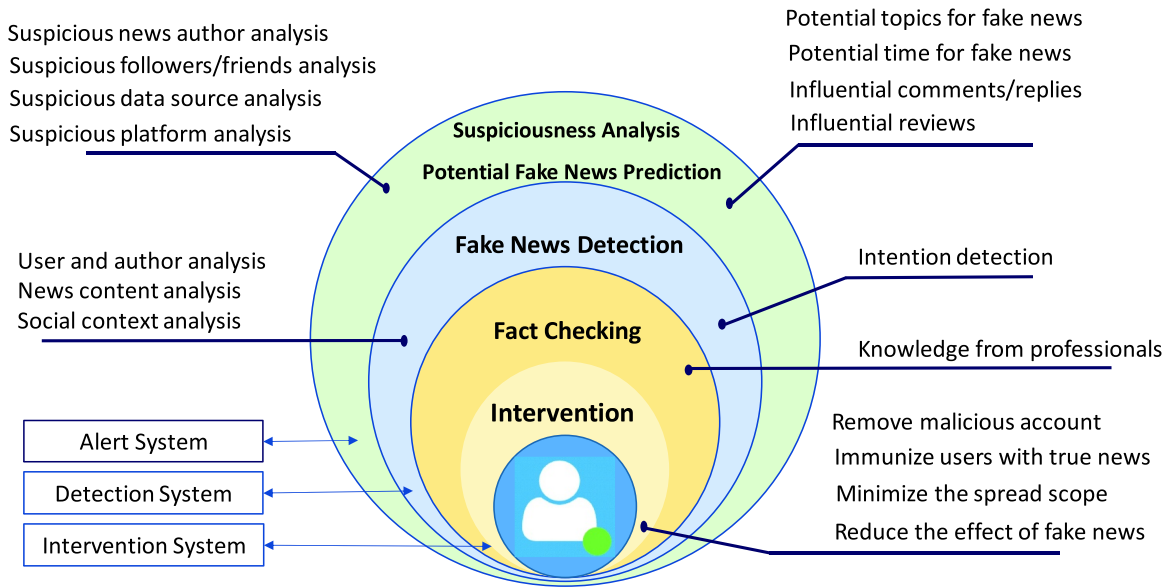 Suspicious news author analysis
Suspicious followers/friends analysis
Suspicious data source analysis
Suspicious platform analysis
Potential topics for fake news
Potential time for fake news
Influential comments/replies
Influential reviews
Suspiciousness Analysis
Potential Fake News Prediction
Fake News Detection
User and author analysis
News content analysis
Social context analysis
Intention detection
Fact Checking
Knowledge from professionals
Intervention
Remove malicious account
Immunize users with true news
Minimize the spread scope
Reduce the effect of fake news
Alert System
Detection System
Intervention System